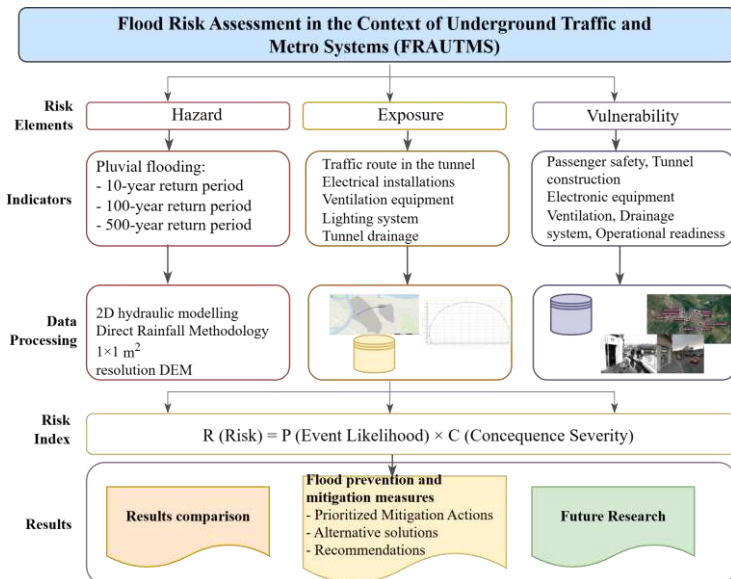 Flood Risk Assessment in the Context of Underground Traffic and
Metro Systems (FRAUTMS)
Risk
Elements
Hazard
Exposure
Vulnerability
Indicators
Pluvial flooding:
- 10-year return period
- 100-year return period
- 500-year return period
Traffic route in the tunnel
Electrical installations
Ventilation equipment
Lighting system
Tunnel drainage
Passenger safety, Tunnel
construction
Electronic equipment
Ventilation, Drainage
system, Operational readiness
Data
Processing
2D hydraulic modelling
Direct Rainfall Methodology
1×1 m²
resolution DEM
Risk
Index
R (Risk) = P (Event Likelihood) × C (Concequence Severity)
Results
Results comparison
Flood prevention and
mitigation measures
- Prioritized Mitigation Actions
- Alternative solutions
- Recommendations
Future Research